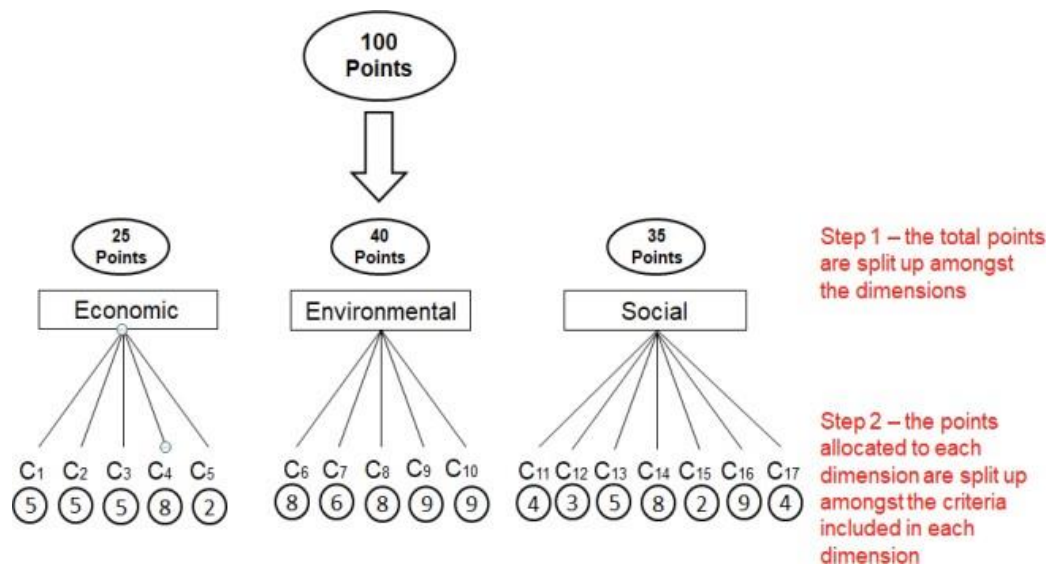 100
Points
25
Points
40
Points
35
Points
Step 1 – the total points
are split up amongst
the dimensions
Economic
Environmental
Social
Step 2 – the points
allocated to each
dimension are split up
amongst the criteria
included in each
dimension
C1 C2 C3 C4 C5 C6 C7 C8 C9 C10 C11 C12 C13 C14 C15 C16 C17
5 5 5 8 2 8 6 8 9 9 4 3 5 8 2 9 4